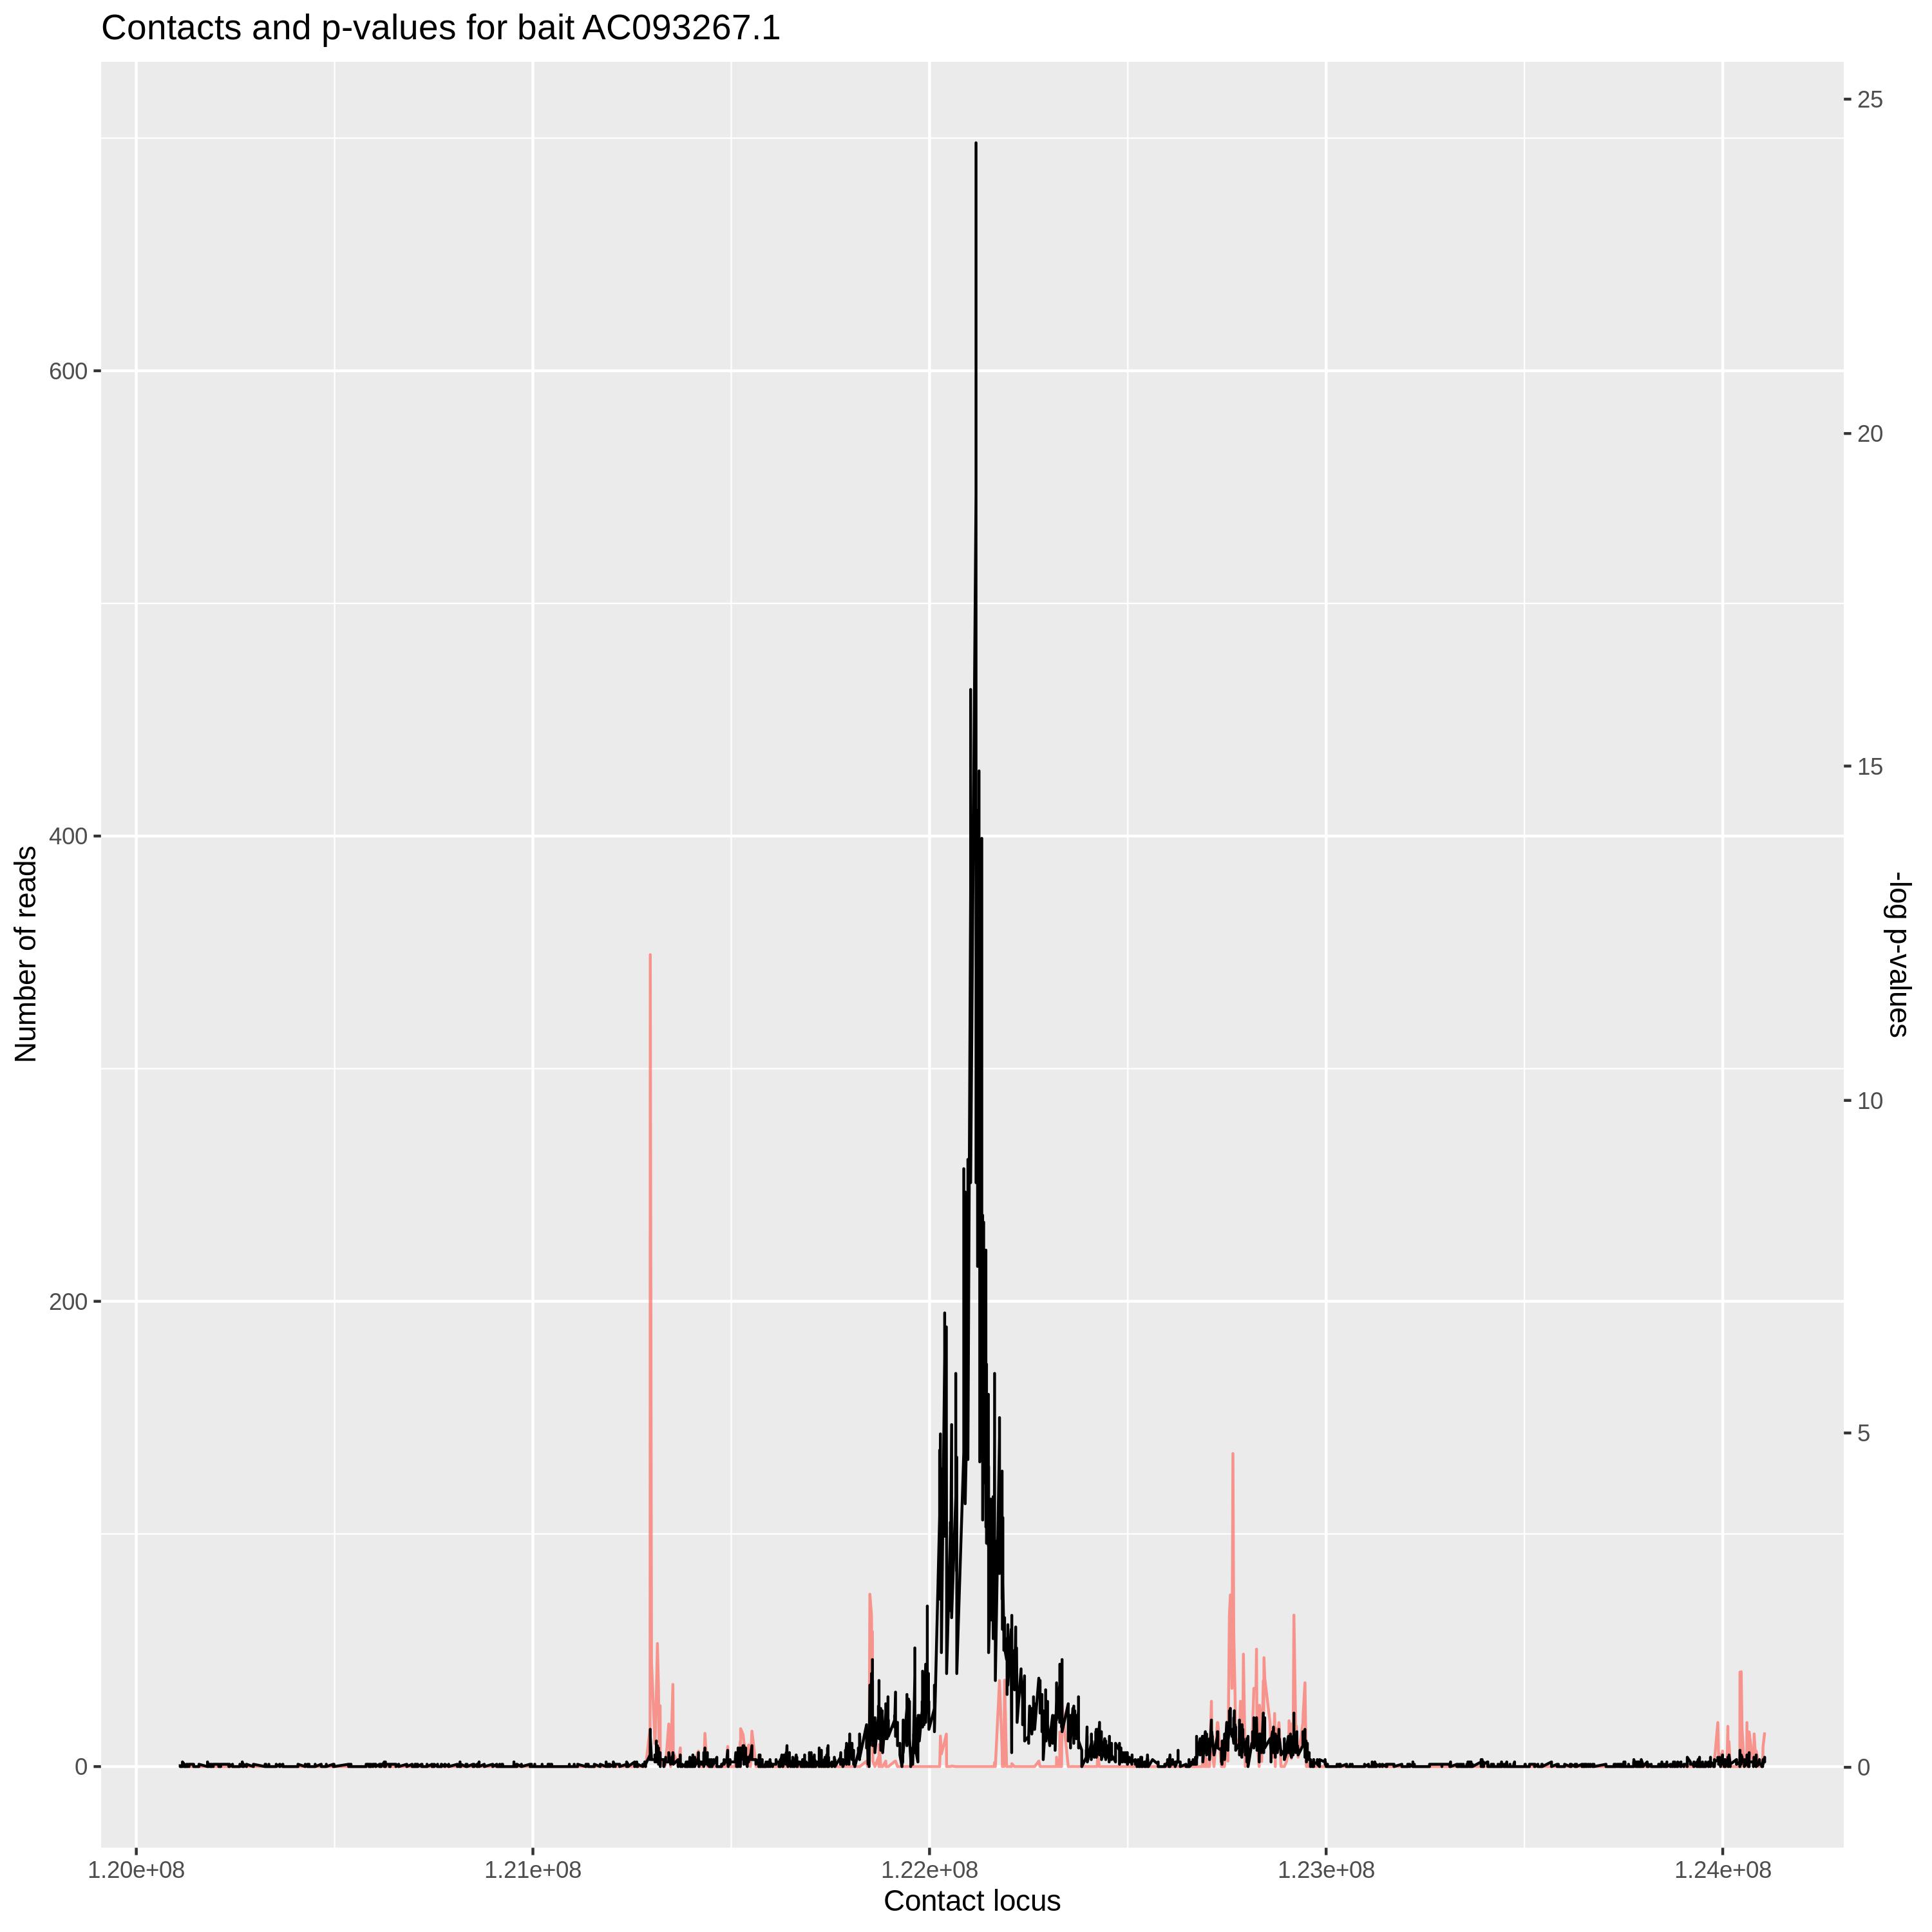 Contacts and p-values for bait AC093267.1
25
600
20
15
400
Number of reads
-log p-values
10
200
5
0
0
1.20e+08
1.21e+08
1.22e+08
1.23e+08
1.24e+08
Contact locus